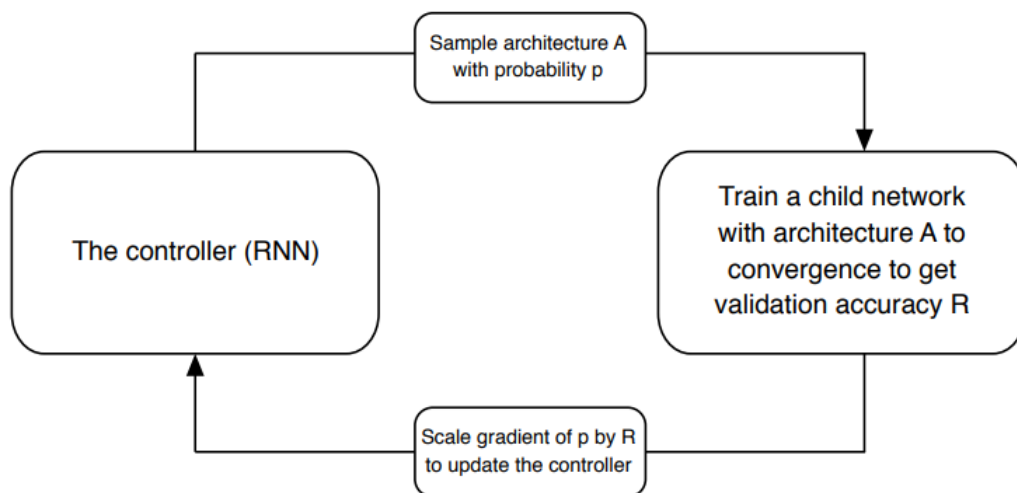 Sample architecture A
with probability p
The controller (RNN)
Train a child network
with architecture A to
convergence to get
validation accuracy R
Scale gradient of p by R
to update the controller